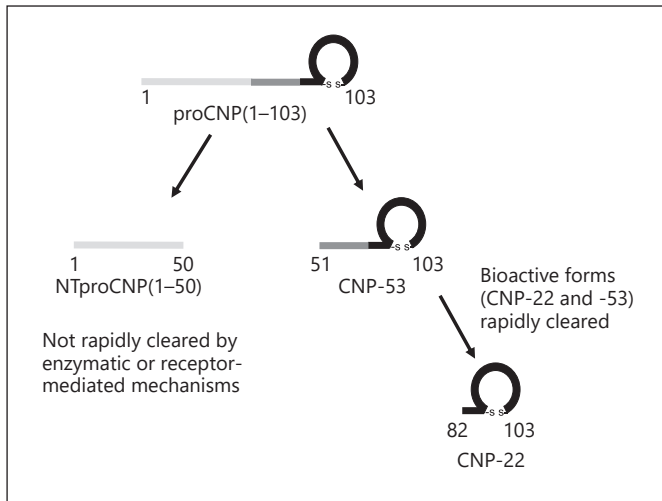 -s s-
1 103
proCNP(1–103)
-s s-
1 50
51 103
NTproCNP(1–50)
CNP-53
Bioactive forms
(CNP-22 and -53)
rapidly cleared
Not rapidly cleared by
enzymatic or receptor-
mediated mechanisms
-s s-
82 103
CNP-22